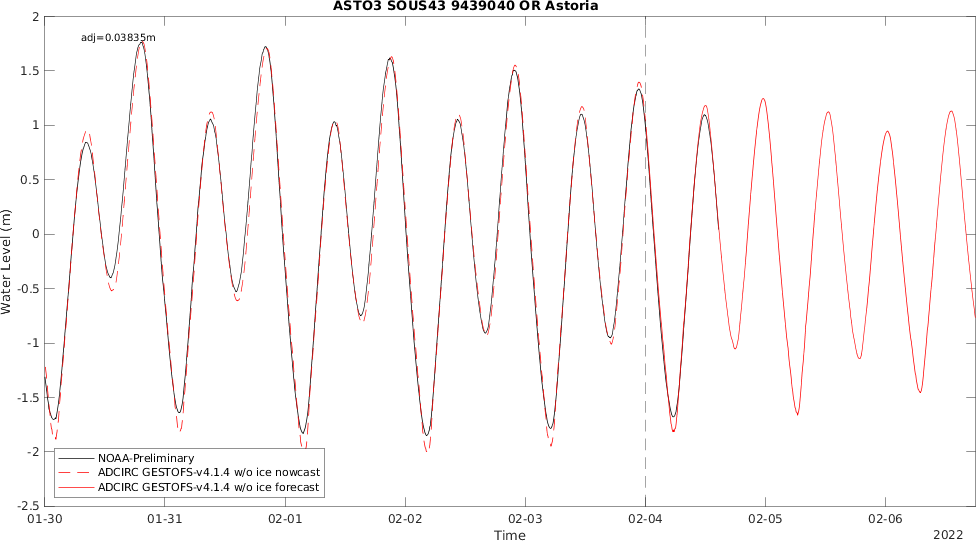 ASTO3 SOUS43 9439040 OR Astoria
adj=0.03835m
2
1.5
1
0.5
0
-0.5
-1
-1.5
-2
-2.5
Water Level (m)
NOAA-Preliminary
ADCIRC GESTOFS-v4.1.4 w/o ice nowcast
ADCIRC GESTOFS-v4.1.4 w/o ice forecast
01-30 01-31 02-01 02-02 02-03 02-04 02-05 02-06
Time
2022